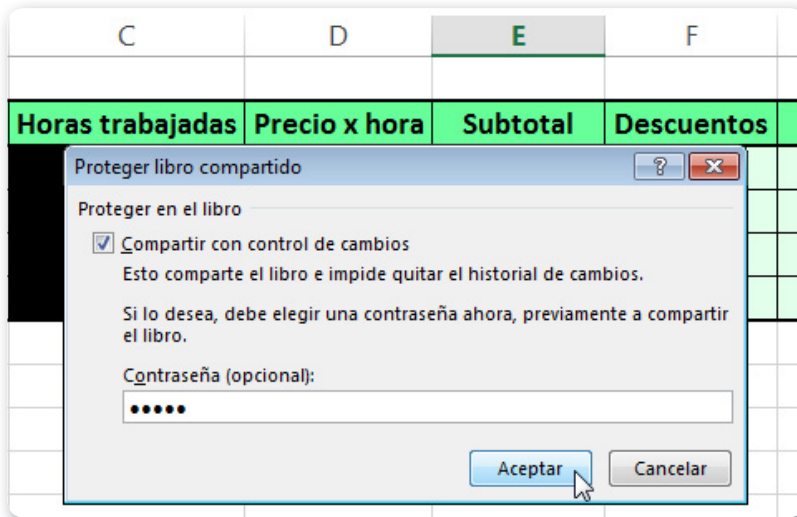 C D E F
Horas trabajadas Precio x hora Subtotal Descuentos
Proteger libro compartido
?
Proteger en el libro
Compartir con control de cambios
Esto comparte el libro e impide quitar el historial de cambios.
Si lo desea, debe elegir una contraseña ahora, previamente a compartir
el libro.
Contraseña (opcional):
•••••
Aceptar Cancelar